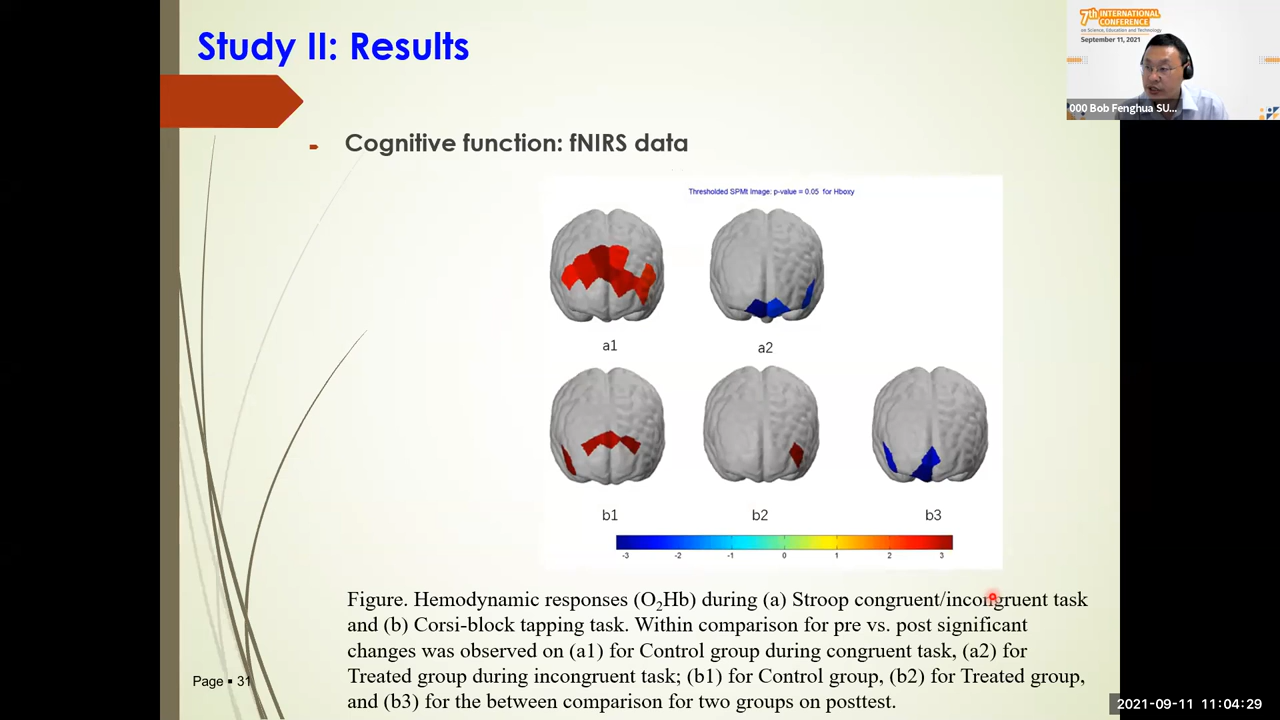 Study II: Results
7th INTERNATIONAL
CONFERENCE
on Science, Education and Technology
September 11, 2021
000 Bob Fenghua SU...
Cognitive function: fNIRS data
Thresholded SPMt image: p-value = 0.05 for Hboxy
a1
a2
b1
b2
b3
-3 -2 -1 0 1 2 3
Figure. Hemodynamic responses (O2Hb) during (a) Stroop congruent/incongruent task
and (b) Corsi-block tapping task. Within comparison for pre vs. post significant
changes was observed on (a1) for Control group during congruent task, (a2) for
Treated group during incongruent task; (b1) for Control group, (b2) for Treated group,
and (b3) for the between comparison for two groups on posttest.
Page ▪ 31
2021-09-11 11:04:29